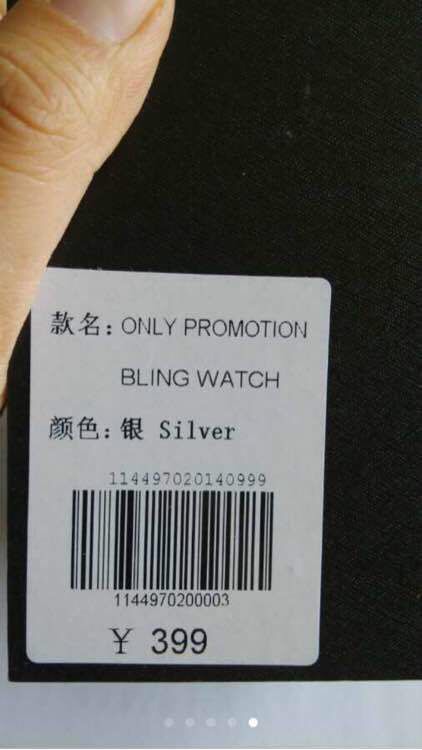 款名: ONLY PROMOTION
BLING WATCH
颜色: 银 Silver
114497020140999
1144970200003
¥ 399